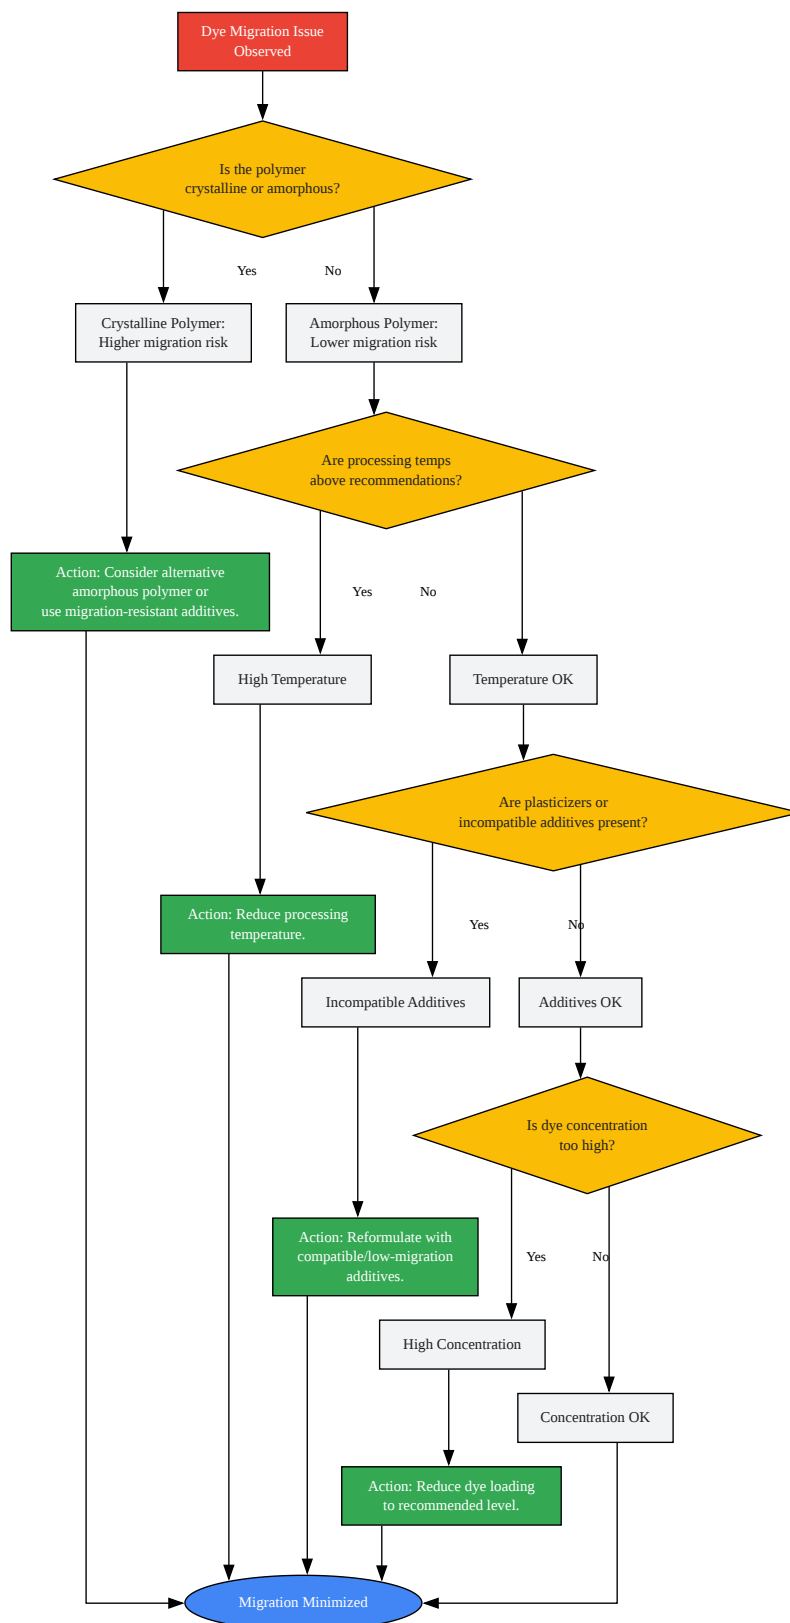 Dye Migration Issue
Observed
Is the polymer
crystalline or amorphous?
Yes
No
Crystalline Polymer:
Higher migration risk
Amorphous Polymer:
Lower migration risk
Are processing temps
above recommendations?
Action: Consider alternative
amorphous polymer or
use migration-resistant additives.
Yes
No
High Temperature
Temperature OK
Are plasticizers or
incompatible additives present?
Action: Reduce processing
temperature.
Yes
No
Incompatible Additives
Additives OK
Is dye concentration
too high?
Action: Reformulate with
compatible/low-migration
additives.
Yes
No
High Concentration
Concentration OK
Action: Reduce dye loading
to recommended level.
Migration Minimized